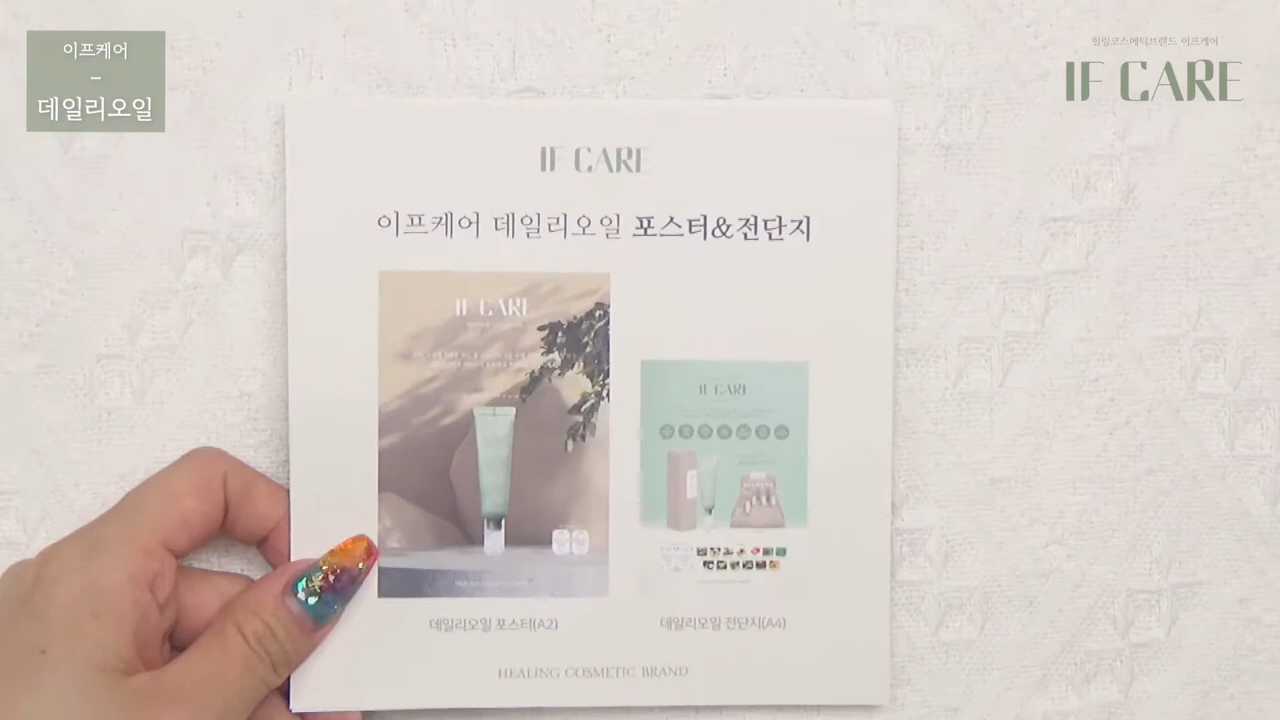 이프케어
–
데일리오일
힐링코스메틱브랜드 이프케어
IF CARE
IF CARE
이프케어 데일리오일 포스터&전단지
IF CARE
IF CARE
데일리오일 포스터(A2)
데일리오일 전단지(A4)
HEALING COSMETIC BRAND